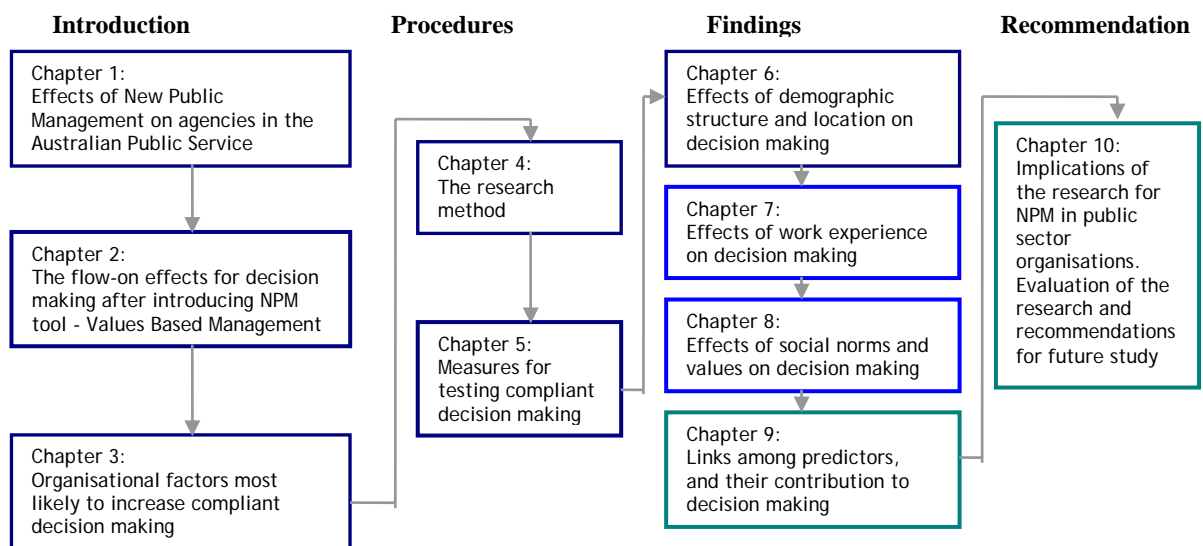 Introduction
Procedures
Findings
Recommendation
Chapter 1:
Effects of New Public
Management on agencies in the
Australian Public Service
Chapter 2:
The flow-on effects for decision
making after introducing NPM
tool - Values Based Management
Chapter 3:
Organisational factors most
likely to increase compliant
decision making
Chapter 4:
The research
method
Chapter 5:
Measures for
testing compliant
decision making
Chapter 6:
Effects of demographic
structure and location on
decision making
Chapter 7:
Effects of work experience
on decision making
Chapter 8:
Effects of social norms and
values on decision making
Chapter 9:
Links among predictors,
and their contribution to
decision making
Chapter 10:
Implications of
the research for
NPM in public
sector
organisations.
Evaluation of the
research and
recommendations
for future study